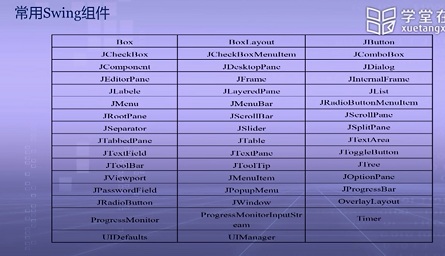 常用Swing组件
学堂在
xuetangx
Box BoxLayout JButton
JCheckBox JCheckBoxMenuItem JComboBox
JComponent JDesktopPane JDialog
JEditorPane JFrame JInternalFrame
JLabele JLayeredPane JList
JMenu JMenuBar JRadioButtonMenuItem
JRootPane JScrollBar JScrollPane
JSeparator JSlider JSplitPane
JTabbedPane JTable JTextArea
JTextField JTextPane JToggleButton
JToolBar JToolTip JTree
JViewport JMenuItem JOptionPane
JPasswordField JPopupMenu JProgressBar
JRadioButton JWindow OverlayLayout
ProgressMonitor ProgressMonitorInputStr
eam Timer
UIDefaults UIManager